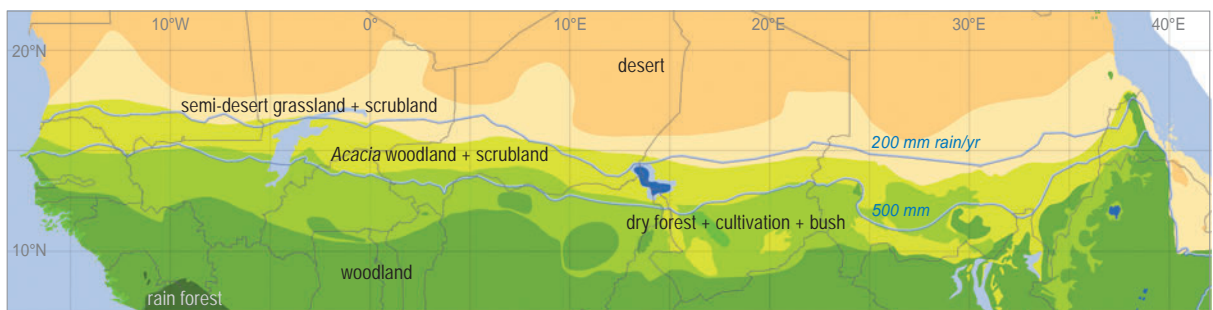 10°W 0° 10°E 20°E 30°E 40°E
20°N
desert
semi-desert grassland + scrubland
200 mm rain/yr
Acacia woodland + scrubland
500 mm
dry forest + cultivation + bush
10°N
woodland
rain forest